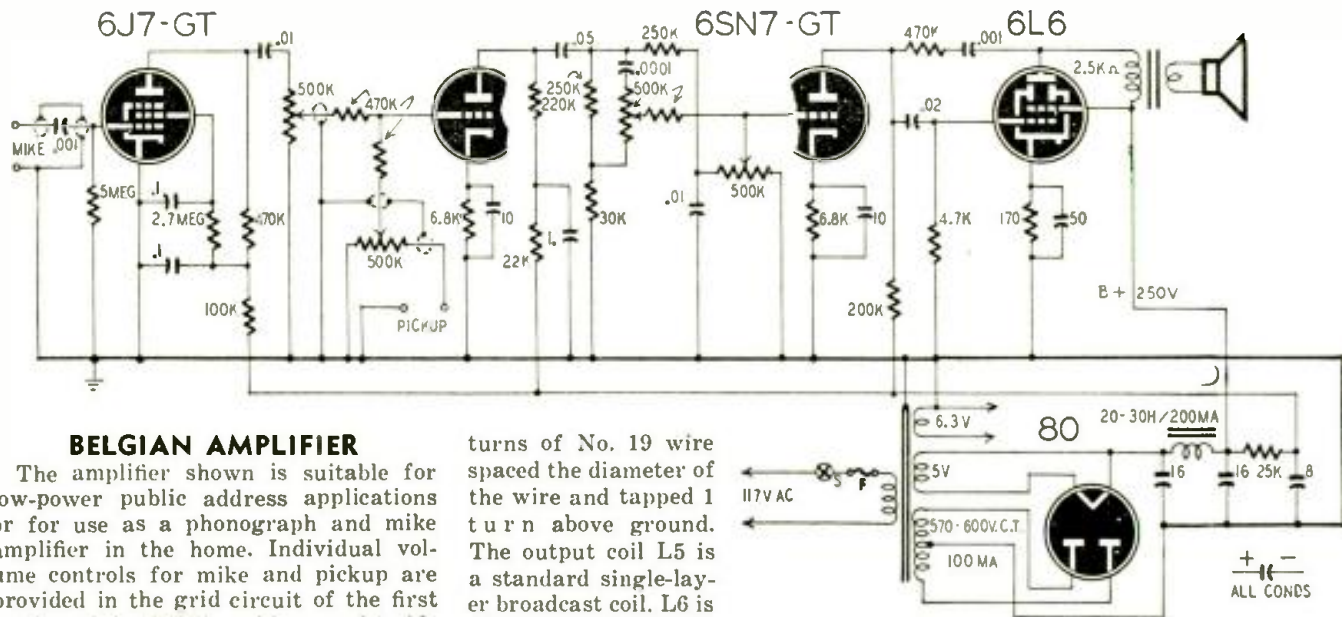 6J7-GT
6SN7-GT
6L6
.01
500K
470K
.05
250K
.0001
250K
220K
500K
470K
.001
2.5KΩ
.02
MIKE
.001
5MEG
.1
2.7MEG
.1
470K
100K
500K
PICKUP
6.8K
10
22K
1.
30K
.01
500K
6.8K
10
200K
4.7K
170
50
B+ 250V
6.3V
80
20-30H/200MA
5V
117V AC
S
F
570-600V.C.T.
100 MA
16
16
25K
8
+ −
ALL CONDS
BELGIAN AMPLIFIER
The amplifier shown is suitable for
low-power public address applications
or for use as a phonograph and mike
amplifier in the home. Individual vol-
ume controls for mike and pickup are
provided in the grid circuit of the first
turns of No. 19 wire
spaced the diameter of
the wire and tapped 1
turn above ground.
The output coil L5 is
a standard single-lay-
er broadcast coil. L6 is